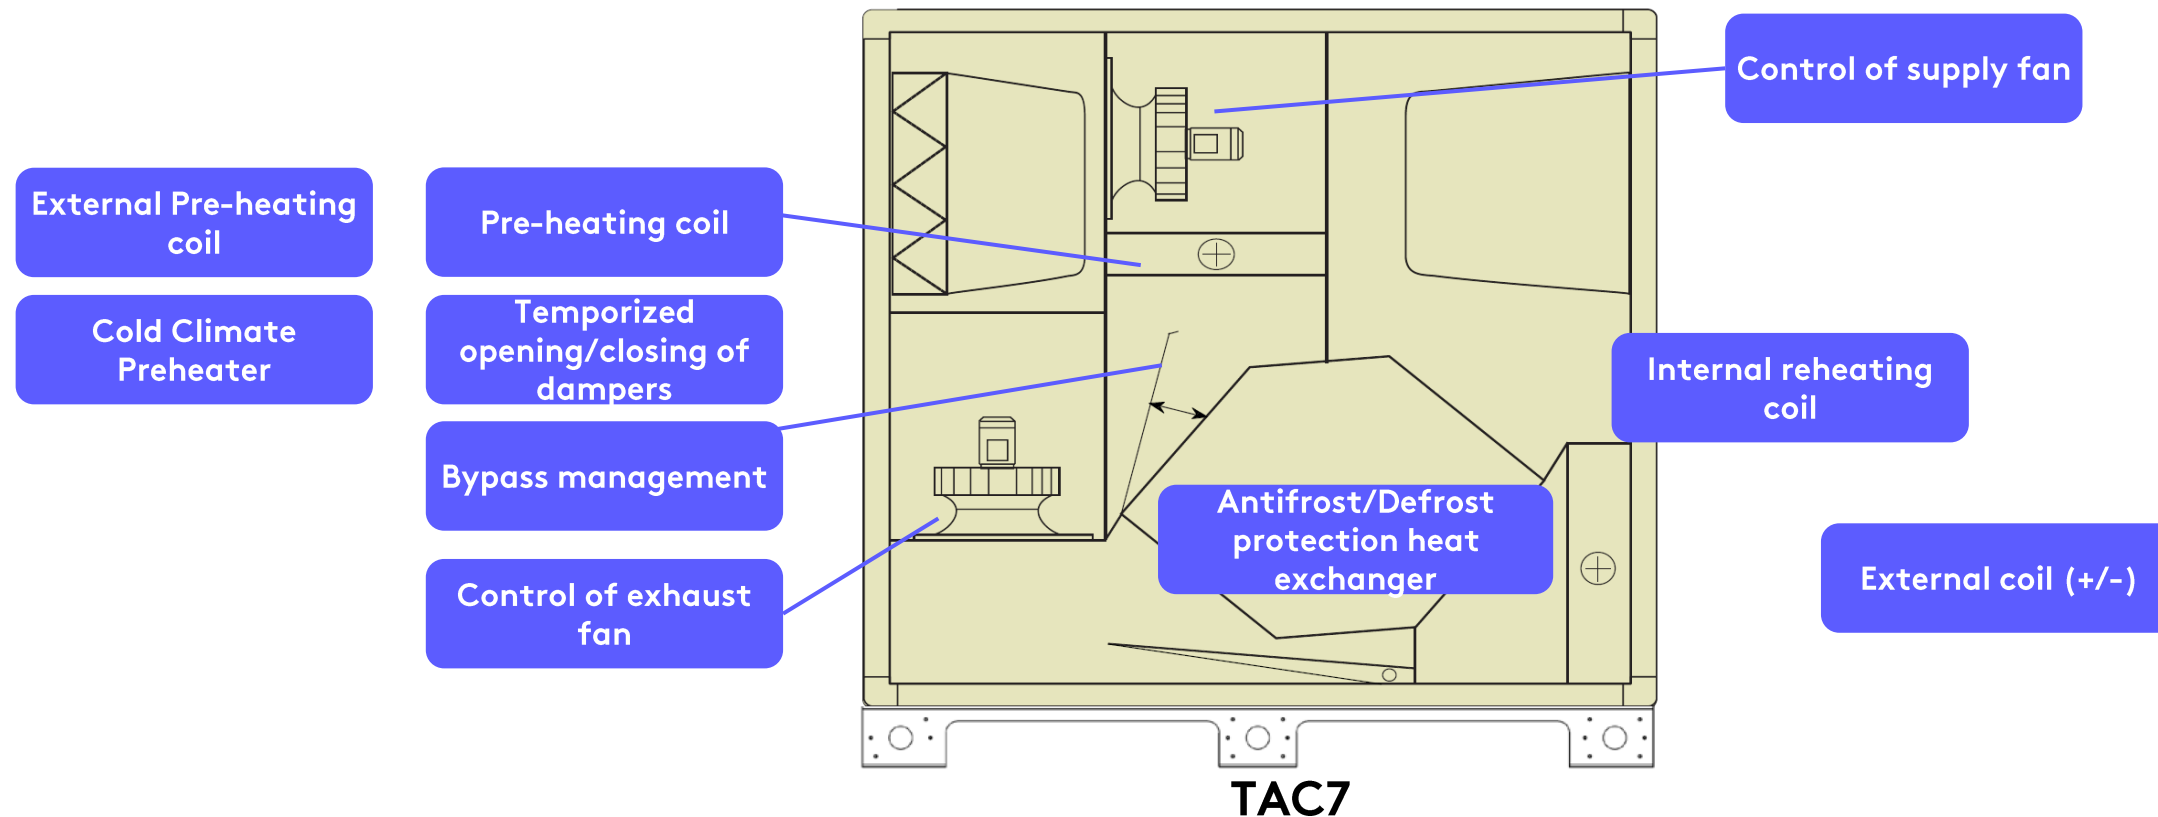 Control of supply fan
External Pre-heating
coil
Pre-heating coil
Cold Climate
Preheater
Temporized
opening/closing of
dampers
Internal reheating
coil
Bypass management
Antifrost/Defrost
protection heat
exchanger
External coil (+/-)
Control of exhaust
fan
TAC7